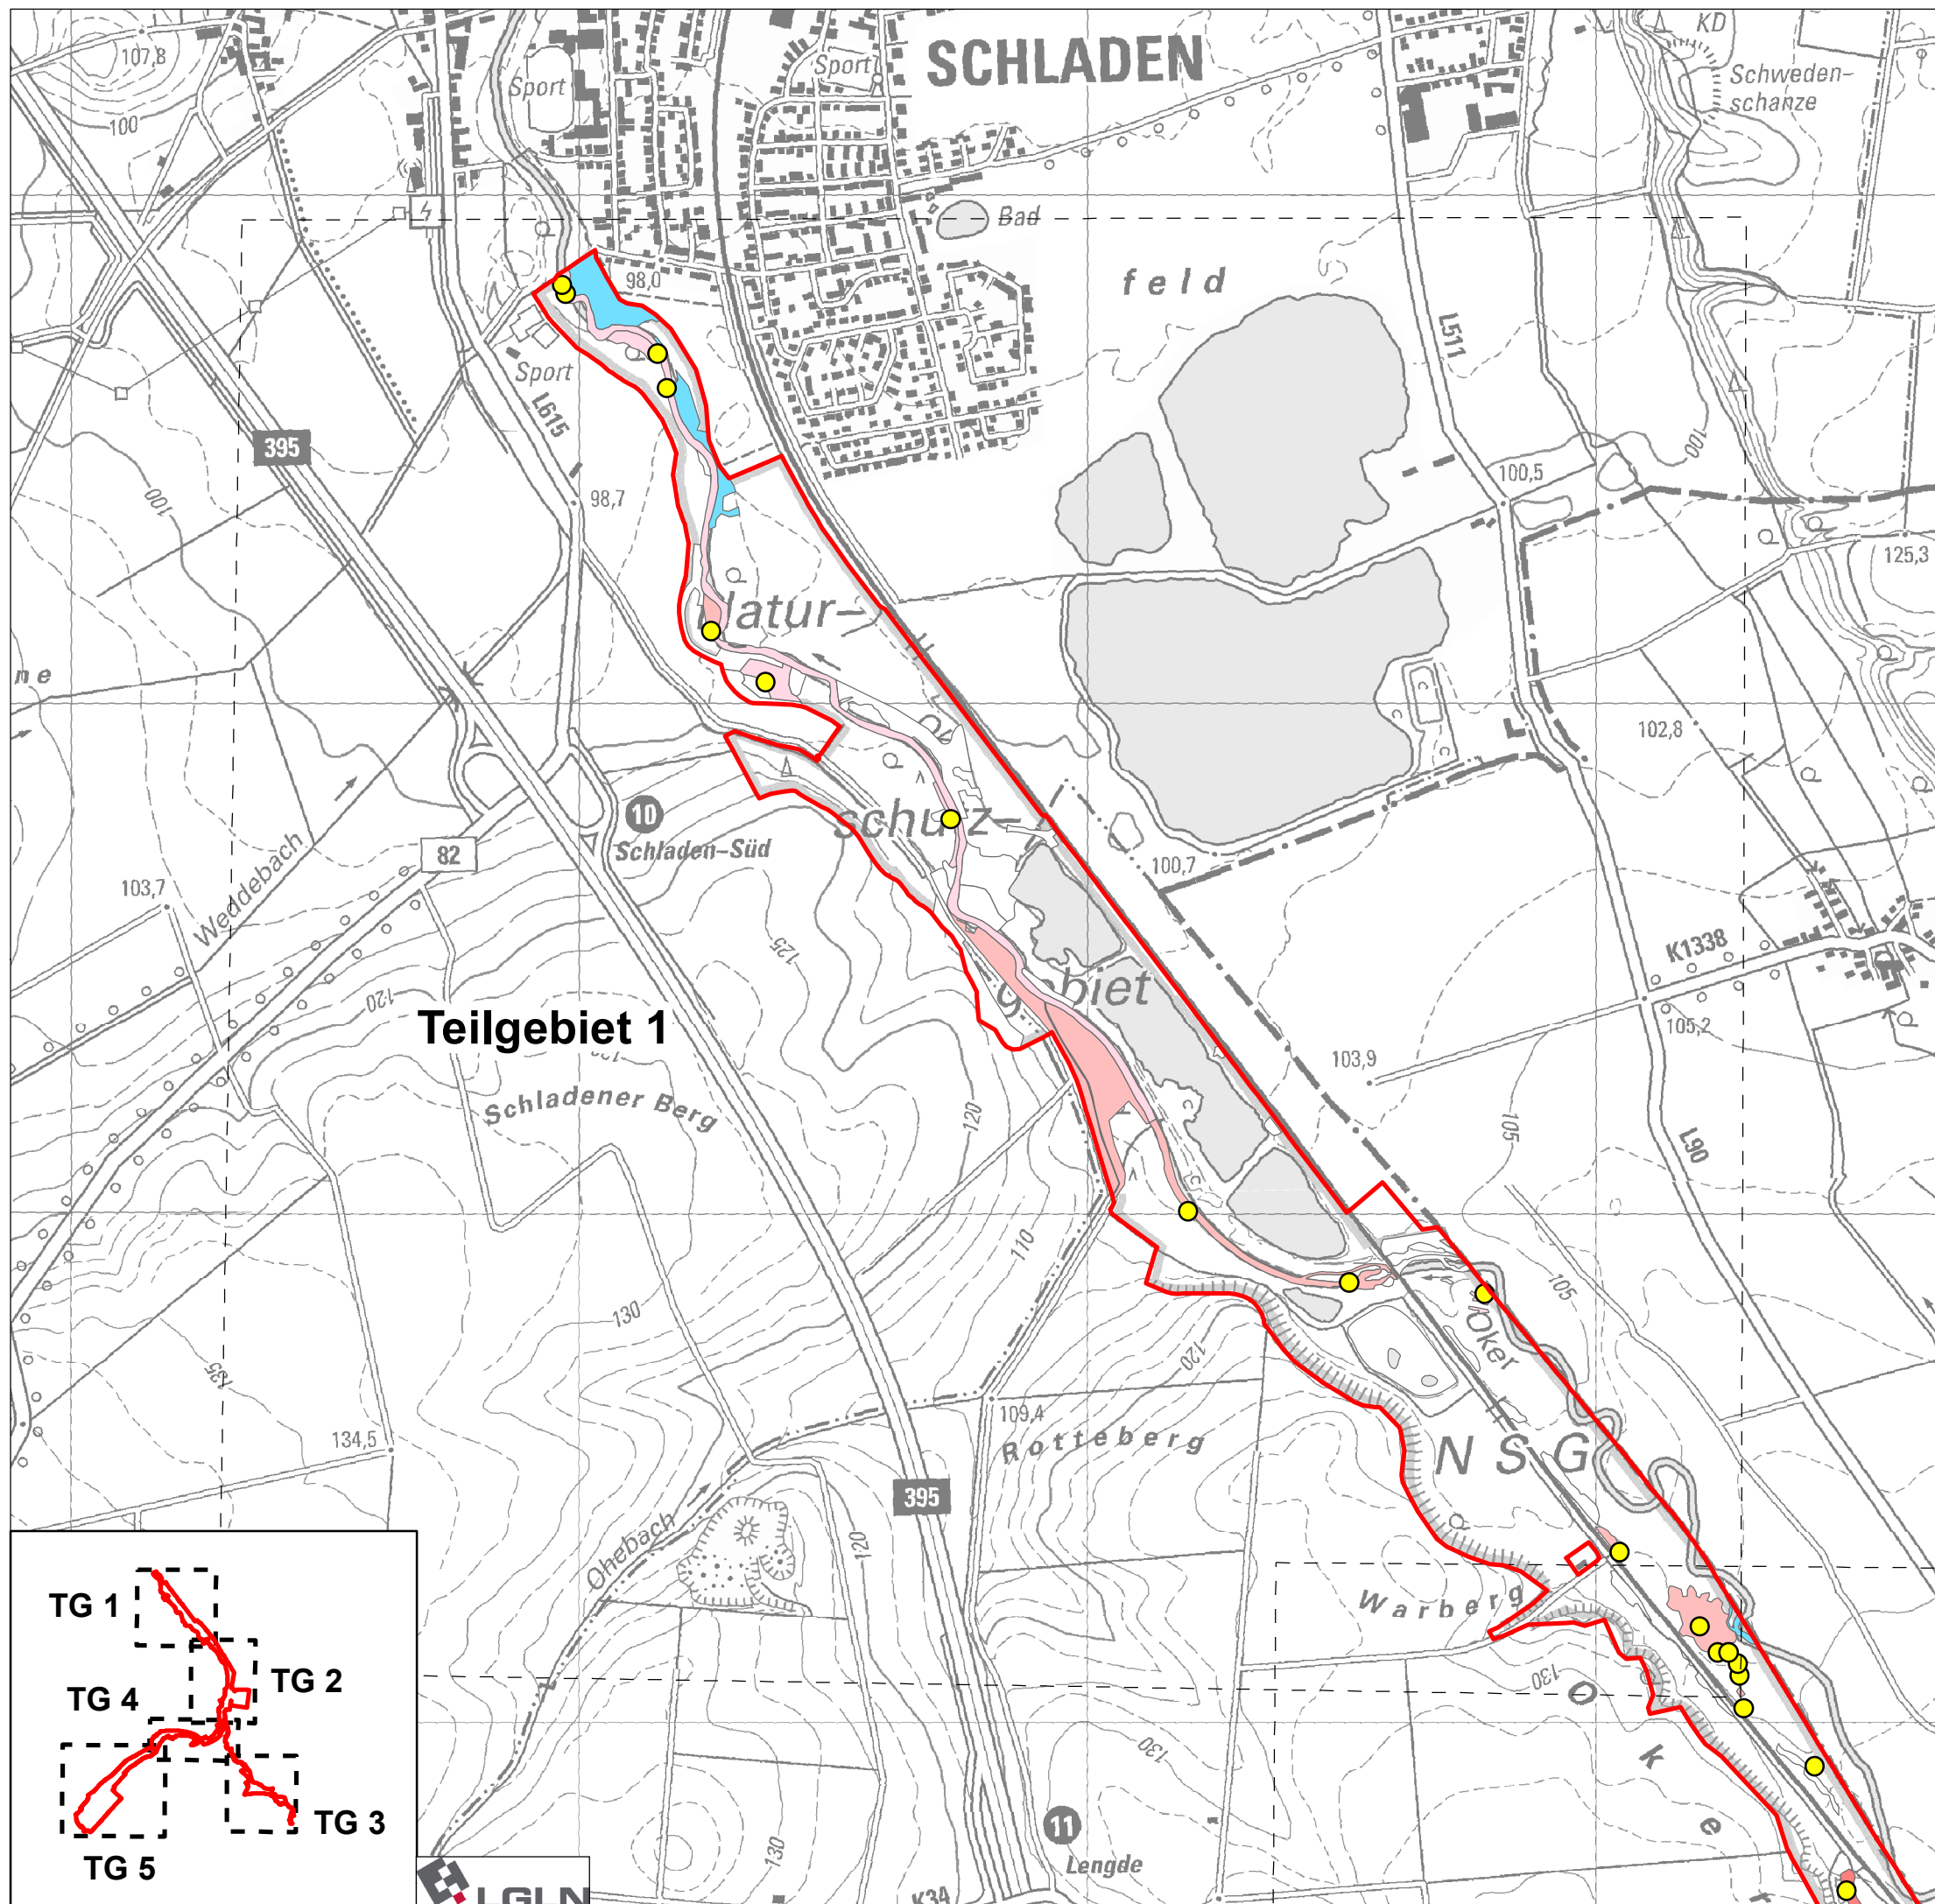 KD
107,8
SCHLADEN
Sport
Sport
Schweden-
schanze
100
Bad
98,0
feld
L511
Sport
L615
395
100
98,7
100,5
100
125,3
Natur-
ne
102,8
10
Schladen-Süd
schutz-
82
100,7
103,7
Weddebach
125
K1338
120
gebiet
105,2
Teilgebiet 1
103,9
Schladener Berg
120
105
L90
110
105
130
Oker
120
135
109,4
Rotteberg
134,5
NSG
395
Ohebach
120
Warberg
TG 1
TG 2
TG 4
TG 3
TG 5
130
O k e r
130
130
11
Lengde
LGLN
K34